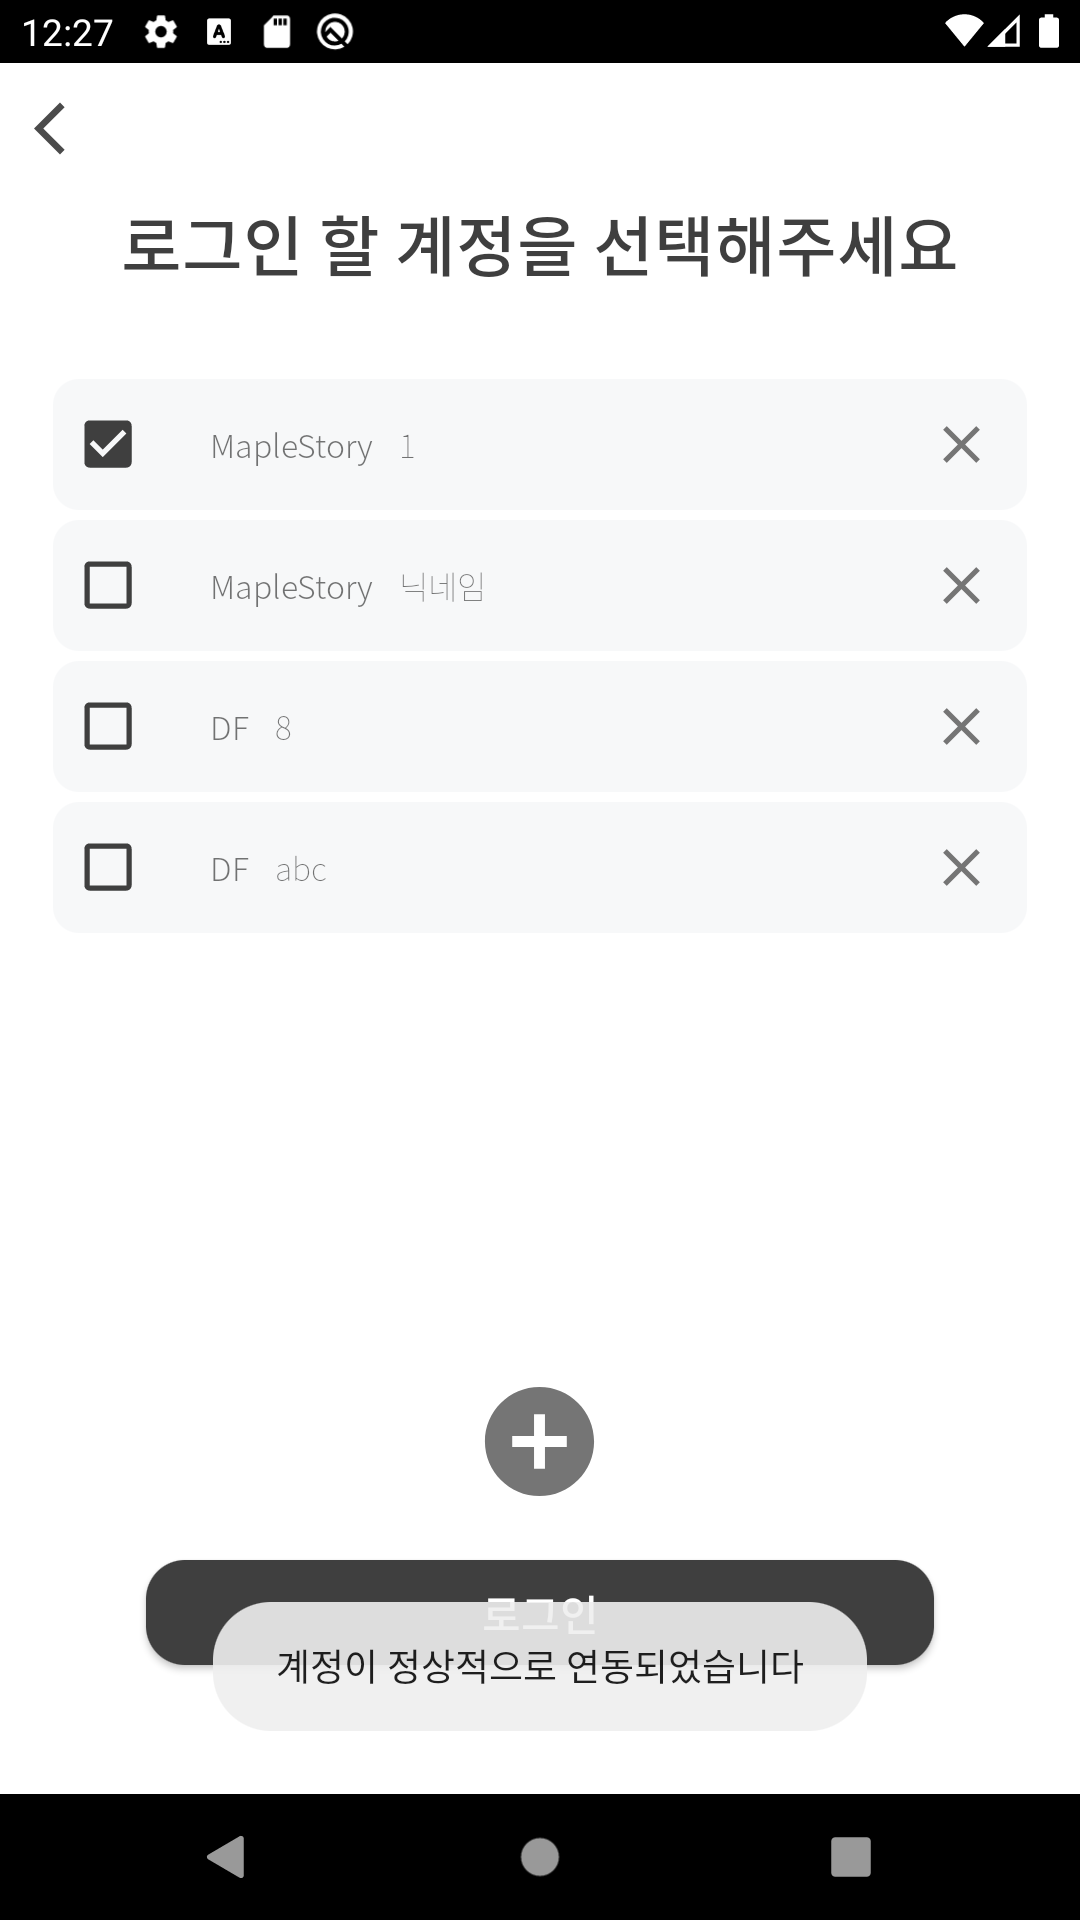 12:27
로그인 할 계정을 선택해주세요
MapleStory 1
MapleStory 닉네임
DF 8
DF abc
로그인
계정이 정상적으로 연동되었습니다